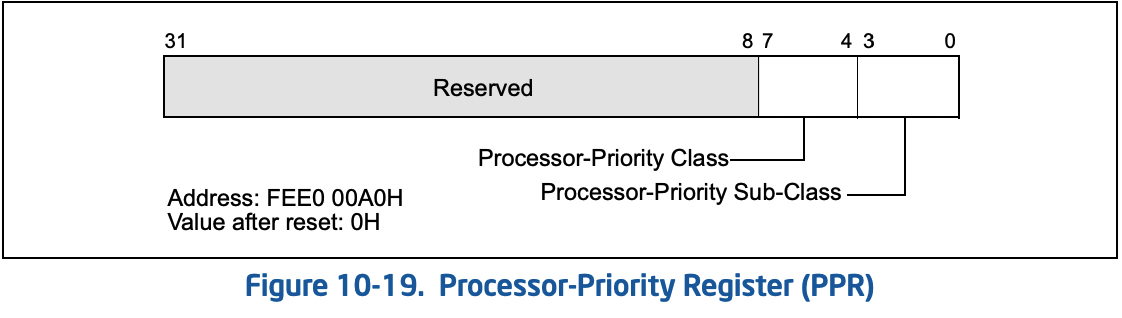 31 8 7 4 3 0
Reserved
Processor-Priority Class
Processor-Priority Sub-Class
Address: FEE0 00A0H
Value after reset: 0H
Figure 10-19. Processor-Priority Register (PPR)